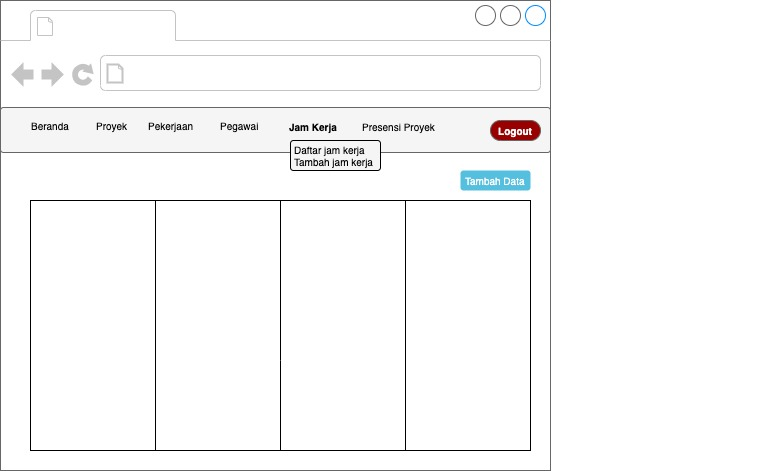 Beranda Proyek Pekerjaan Pegawai Jam Kerja Presensi Proyek Logout
Daftar jam kerja
Tambah jam kerja
Tambah Data